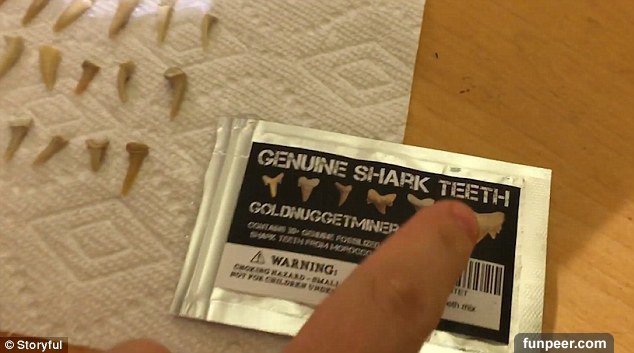 GENUINE SHARK TEETH
GOLDNUGGETMINER
CONTAINS GENUINE FOSSILIZED
SHARK TEETH FROM MOROCCO
WARNING:
CHOKING HAZARD - SMALL
NOT FOR CHILDREN UNDER
mix
© Storyful
funpeer.com